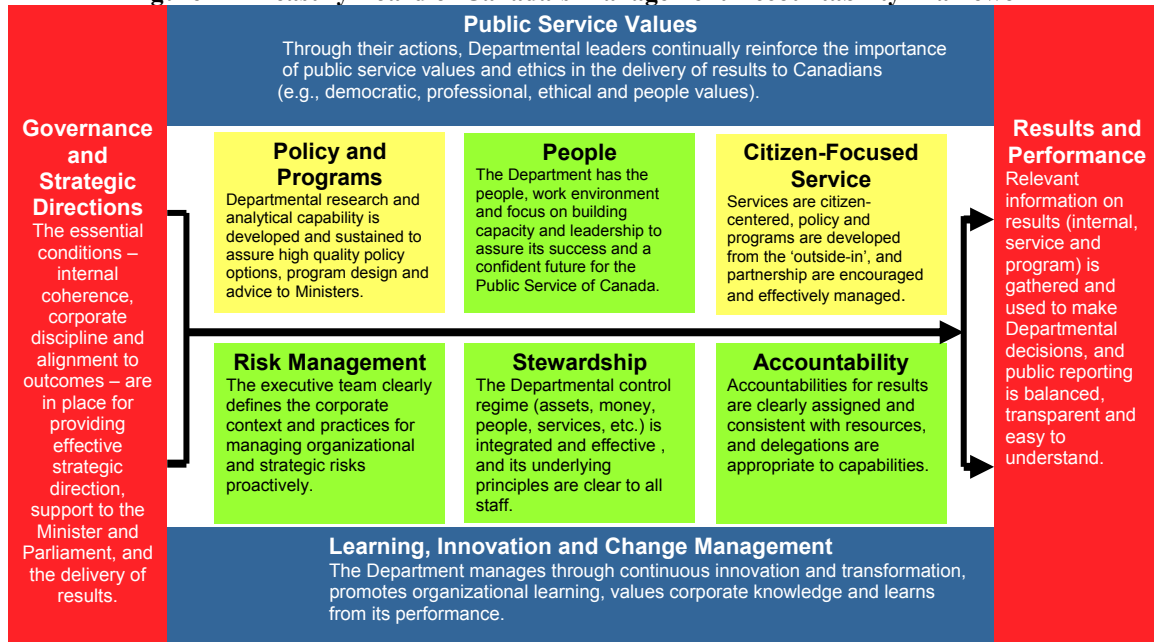 Public Service Values
Through their actions, Departmental leaders continually reinforce the importance
of public service values and ethics in the delivery of results to Canadians
(e.g., democratic, professional, ethical and people values).
Governance
and
Strategic
Directions
The essential
conditions –
internal
coherence,
corporate
discipline and
alignment to
outcomes – are
in place for
providing
effective
strategic
direction,
support to the
Minister and
Parliament, and
the delivery of
results.
Policy and
Programs
Departmental research and
analytical capability is
developed and sustained to
assure high quality policy
options, program design and
advice to Ministers.
People
The Department has the
people, work environment
and focus on building
capacity and leadership to
assure its success and a
confident future for the
Public Service of Canada.
Citizen-Focused
Service
Services are citizen-
centered, policy and
programs are developed
from the ‘outside-in’, and
partnership are encouraged
and effectively managed.
Risk Management
The executive team clearly
defines the corporate
context and practices for
managing organizational
and strategic risks
proactively.
Stewardship
The Departmental control
regime (assets, money,
people, services, etc.) is
integrated and effective ,
and its underlying
principles are clear to all
staff.
Accountability
Accountabilities for results
are clearly assigned and
consistent with resources,
and delegations are
appropriate to capabilities.
Results and
Performance
Relevant
information on
results (internal,
service and
program) is
gathered and
used to make
Departmental
decisions, and
public reporting
is balanced,
transparent and
easy to
understand.
Learning, Innovation and Change Management
The Department manages through continuous innovation and transformation,
promotes organizational learning, values corporate knowledge and learns
from its performance.